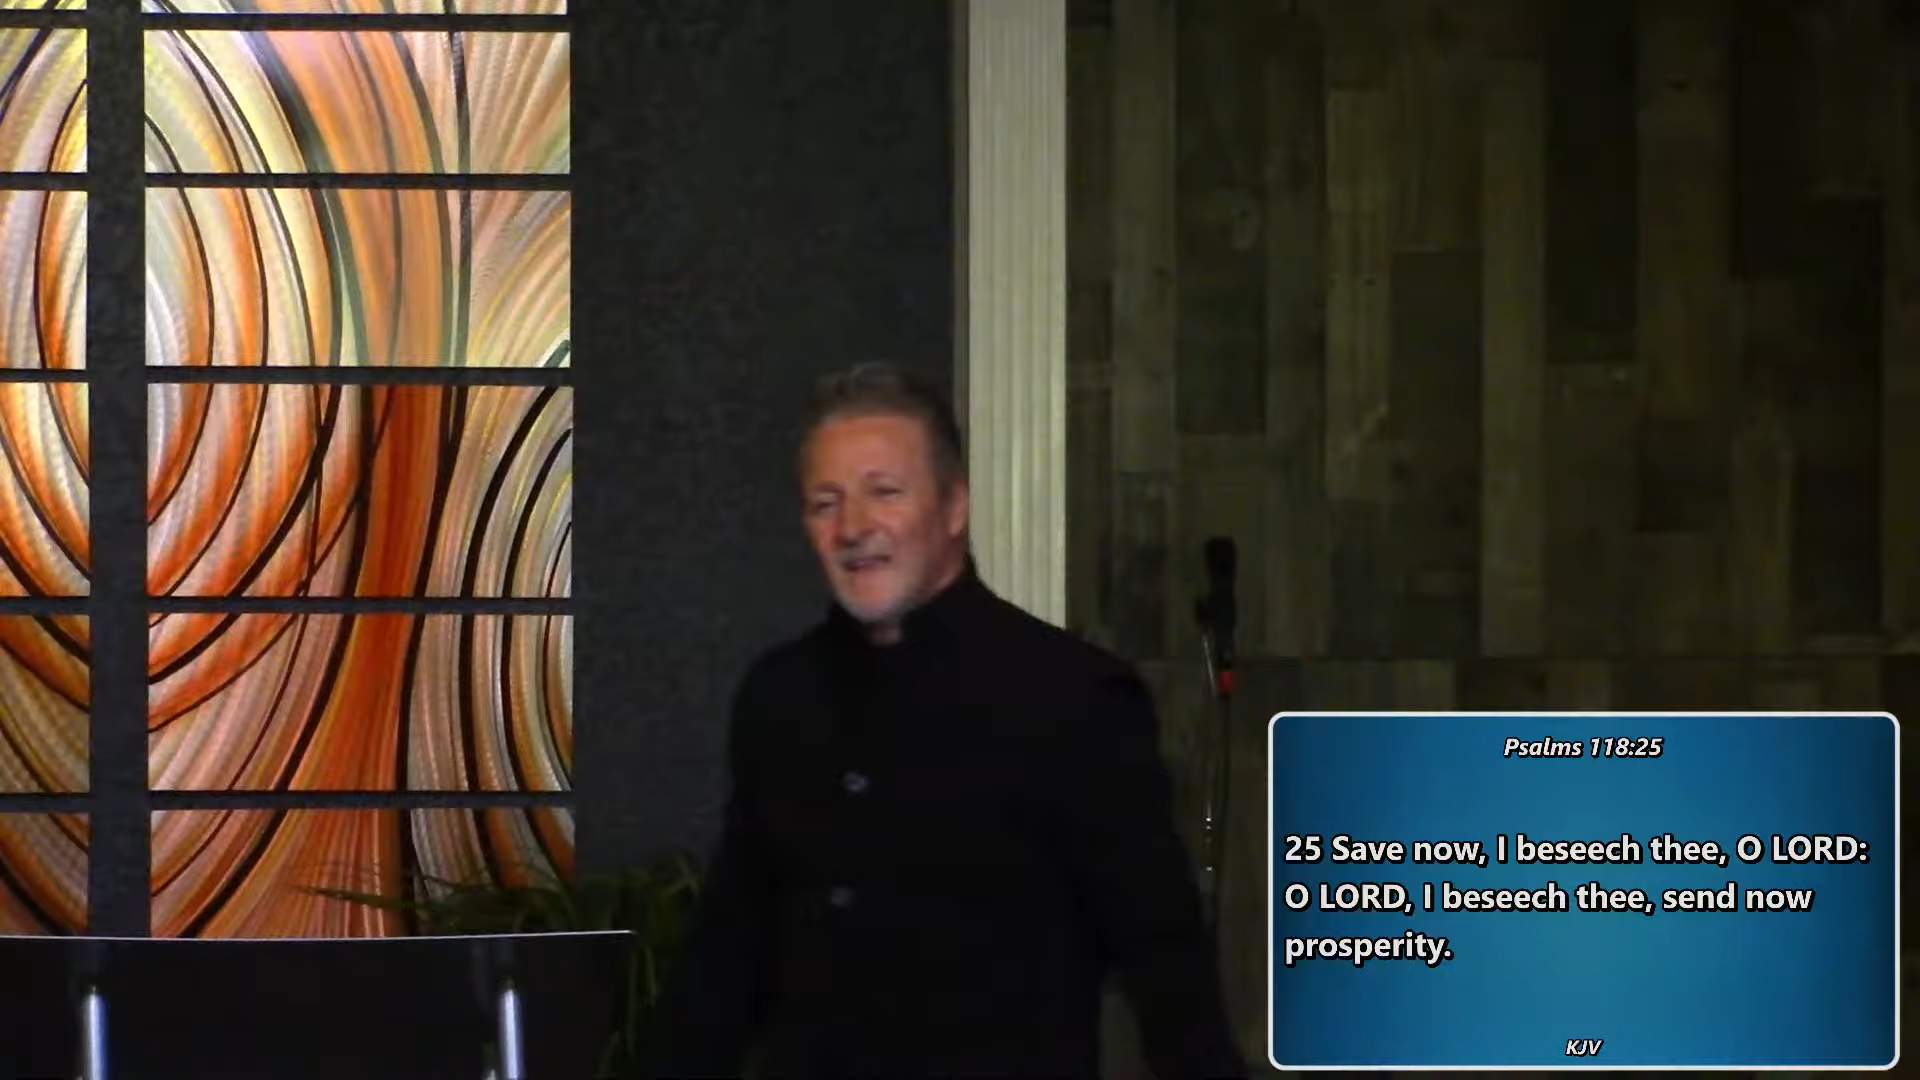 Psalms 118:25
25 Save now, I beseech thee, O LORD:
O LORD, I beseech thee, send now
prosperity.
KJV